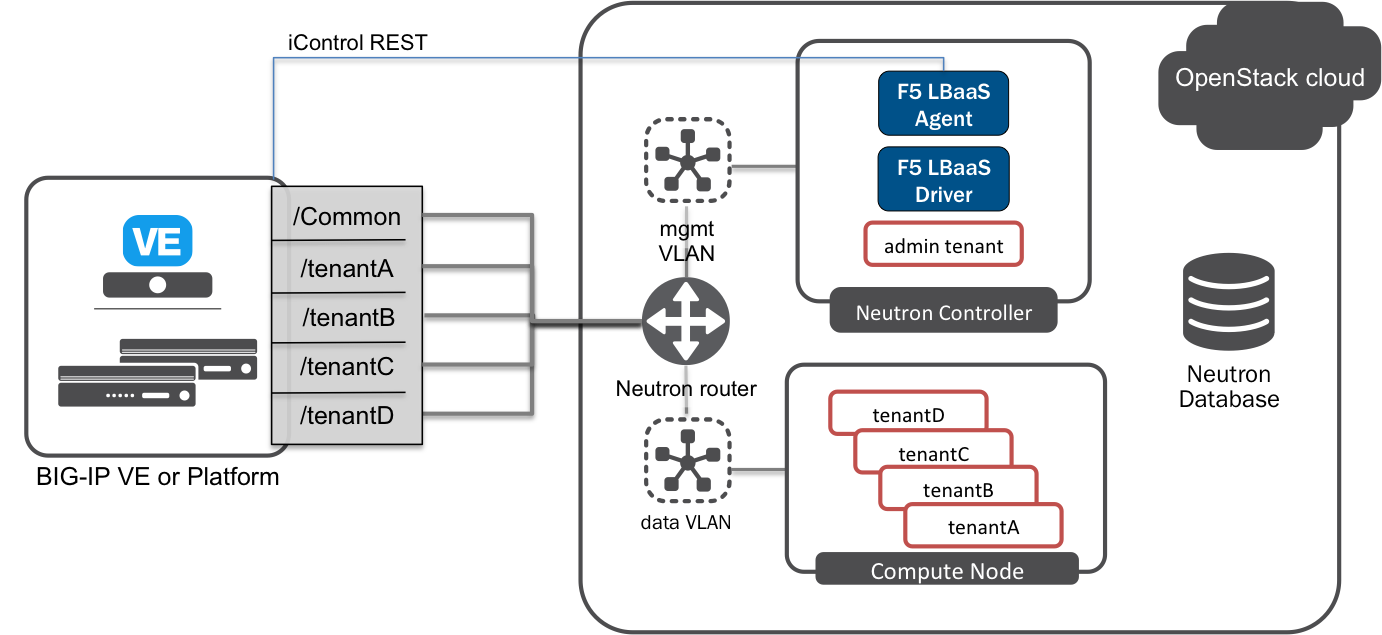 iControl REST
OpenStack cloud
F5 LBaaS
Agent
F5 LBaaS
Driver
admin tenant
Neutron Controller
mgmt
VLAN
VE
/Common
/tenantA
/tenantB
/tenantC
/tenantD
BIG-IP VE or Platform
Neutron router
data VLAN
tenantD
tenantC
tenantB
tenantA
Compute Node
Neutron
Database